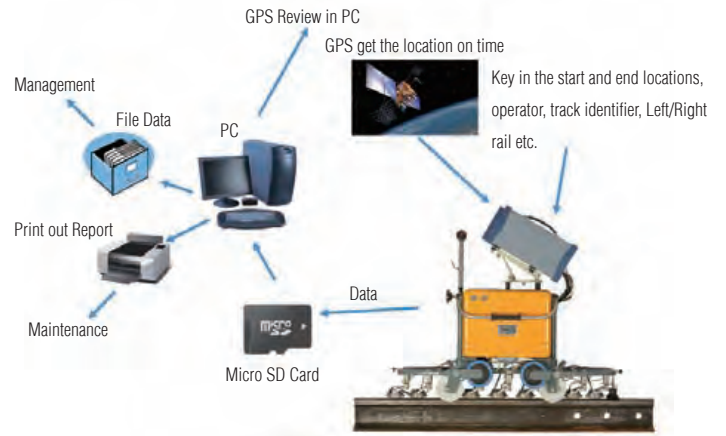 GPS Review in PC
GPS get the location on time
Management
File Data
PC
Key in the start and end locations,
operator, track identifier, Left/Right
rail etc.
Print out Report
Data
micro
SD
Maintenance
Micro SD Card